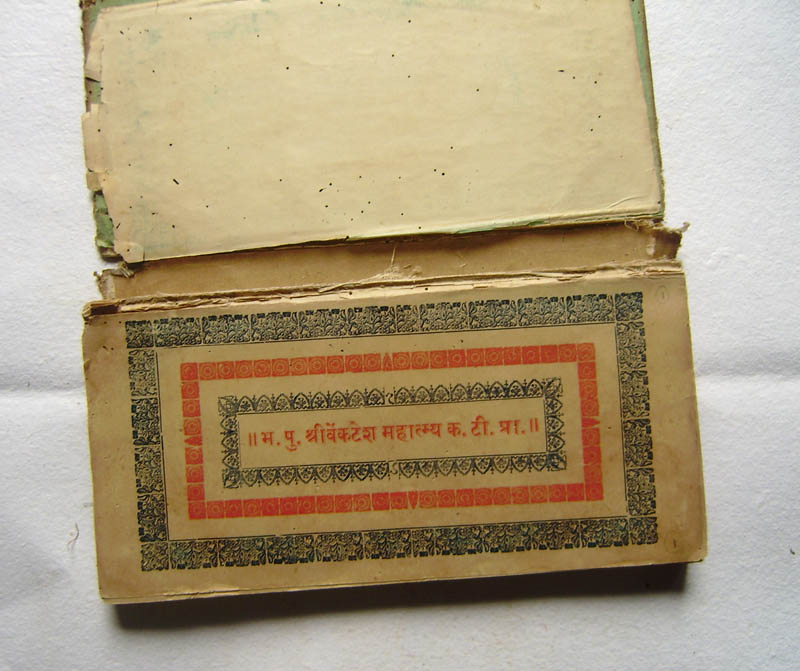 ॥ भ. पु. श्रीवेंकटेश महात्म्य क. टी. प्रा. ॥